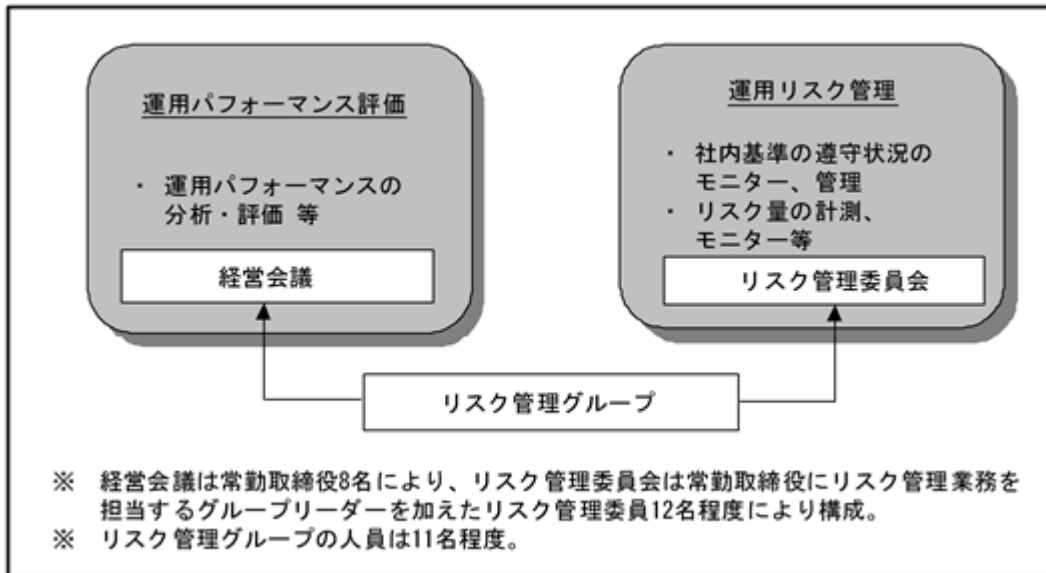 運用パフォーマンス評価
・ 運用パフォーマンスの
分析・評価 等
経営会議
運用リスク管理
・ 社内基準の遵守状況の
モニター、管理
・ リスク量の計測、
モニター等
リスク管理委員会
リスク管理グループ
※ 経営会議は常勤取締役8名により、リスク管理委員会は常勤取締役にリスク管理業務を
担当するグループリーダーを加えたリスク管理委員12名程度により構成。
※ リスク管理グループの人員は11名程度。